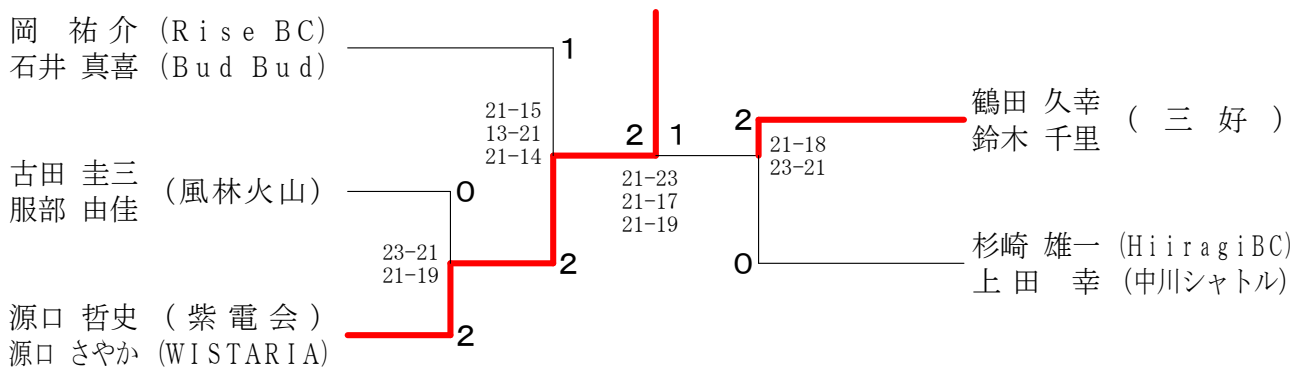 岡 祐介 (Rise BC)
石井 真喜 (Bud Bud)
1
21-15
13-21
21-14
2
1
2
鶴田 久幸
鈴木 千里
(三好)
21-18
23-21
古田 圭三
服部 由佳
(風林火山)
0
21-23
21-17
21-19
23-21
21-19
2
0
杉崎 雄一 (HiiragiBC)
上田 幸 (中川シャトル)
源口 哲史 (紫電会)
源口 さやか (WISTARIA)
2